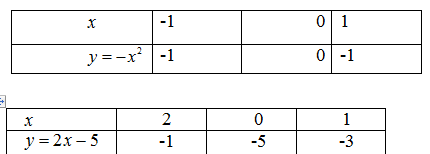 x -1 0 1
y = -x² -1 0 -1
x 2 0 1
y = 2x - 5 -1 -5 -3